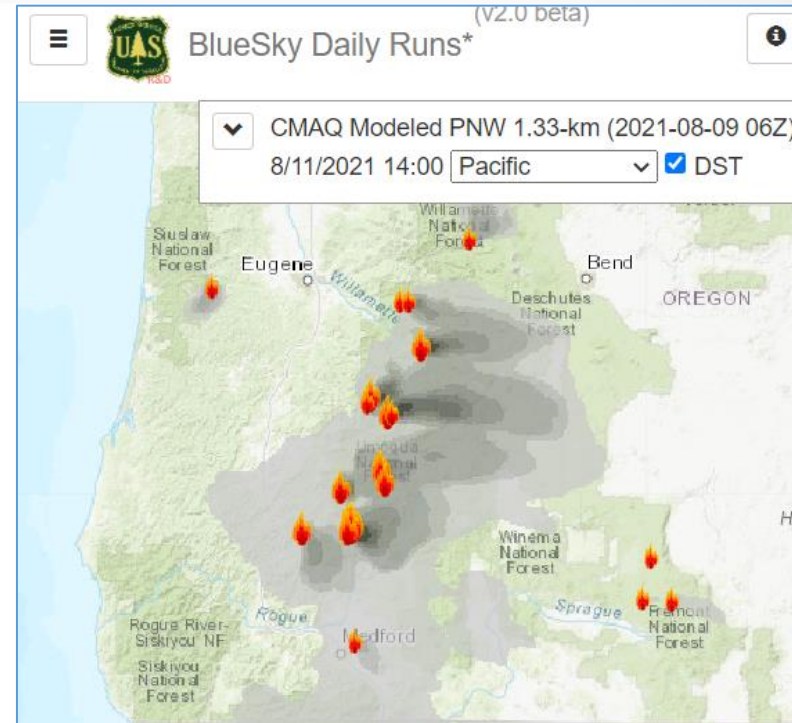 (v2.0 beta)
UAS
R&D
BlueSky Daily Runs*
CMAQ Modeled PNW 1.33-km (2021-08-09 06Z)
8/11/2021 14:00 Pacific DST
Willamette
National
Forest
Siuslaw
National
Forest
Eugene
Bend
Willamette
Deschutes
National
Forest
OREGON
Umpqua
National
Forest
H
Winema
National
Forest
Rogue
Sprague
Fremont
National
Forest
Rogue River-
Siskiyou NF
Medford
Siskiyou
National
Forest